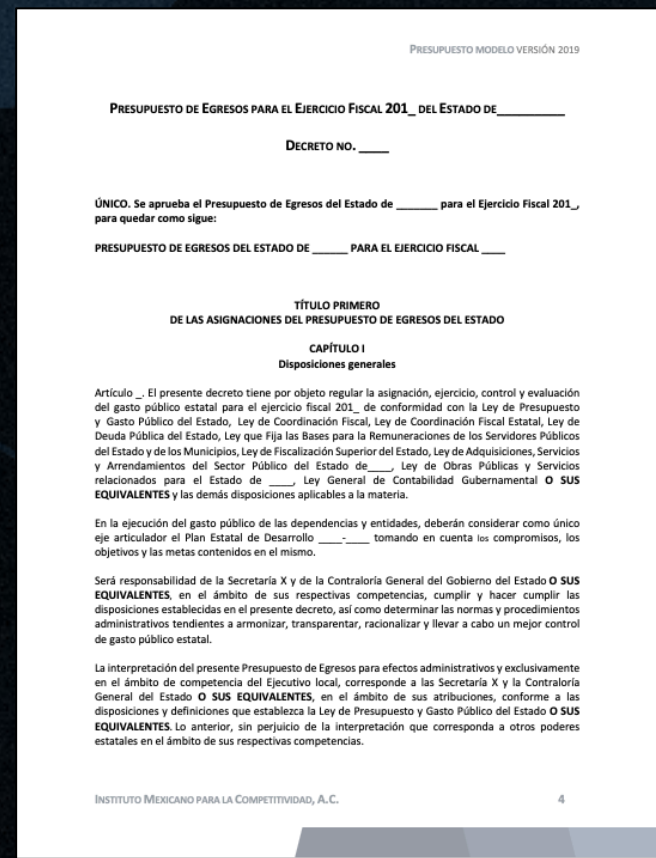 PRESUPUESTO MODELO VERSIÓN 2019
PRESUPUESTO DE EGRESOS PARA EL EJERCICIO FISCAL 201_ DEL ESTADO DE__________
DECRETO NO. ____
ÚNICO. Se aprueba el Presupuesto de Egresos del Estado de _______ para el Ejercicio Fiscal 201_,
para quedar como sigue:
PRESUPUESTO DE EGRESOS DEL ESTADO DE ______ PARA EL EJERCICIO FISCAL ____
TÍTULO PRIMERO
DE LAS ASIGNACIONES DEL PRESUPUESTO DE EGRESOS DEL ESTADO
CAPÍTULO I
Disposiciones generales
Artículo _. El presente decreto tiene por objeto regular la asignación, ejercicio, control y evaluación
del gasto público estatal para el ejercicio fiscal 201_ de conformidad con la Ley de Presupuesto
y Gasto Público del Estado, Ley de Coordinación Fiscal, Ley de Coordinación Fiscal Estatal, Ley de
Deuda Pública del Estado, Ley que Fija las Bases para la Remuneraciones de los Servidores Públicos
del Estado y de los Municipios, Ley de Fiscalización Superior del Estado, Ley de Adquisiciones, Servicios
y Arrendamientos del Sector Público del Estado de____, Ley de Obras Públicas y Servicios
relacionados para el Estado de ____, Ley General de Contabilidad Gubernamental O SUS
EQUIVALENTES y las demás disposiciones aplicables a la materia.
En la ejecución del gasto público de las dependencias y entidades, deberán considerar como único
eje articulador el Plan Estatal de Desarrollo ____-____ tomando en cuenta los compromisos, los
objetivos y las metas contenidos en el mismo.
Será responsabilidad de la Secretaría X y de la Contraloría General del Gobierno del Estado O SUS
EQUIVALENTES, en el ámbito de sus respectivas competencias, cumplir y hacer cumplir las
disposiciones establecidas en el presente decreto, así como determinar las normas y procedimientos
administrativos tendientes a armonizar, transparentar, racionalizar y llevar a cabo un mejor control
de gasto público estatal.
La interpretación del presente Presupuesto de Egresos para efectos administrativos y exclusivamente
en el ámbito de competencia del Ejecutivo local, corresponde a las Secretaría X y la Contraloría
General del Estado O SUS EQUIVALENTES, en el ámbito de sus atribuciones, conforme a las
disposiciones y definiciones que establezca la Ley de Presupuesto y Gasto Público del Estado O SUS
EQUIVALENTES. Lo anterior, sin perjuicio de la interpretación que corresponda a otros poderes
estatales en el ámbito de sus respectivas competencias.
INSTITUTO MEXICANO PARA LA COMPETITIVIDAD, A.C. 4